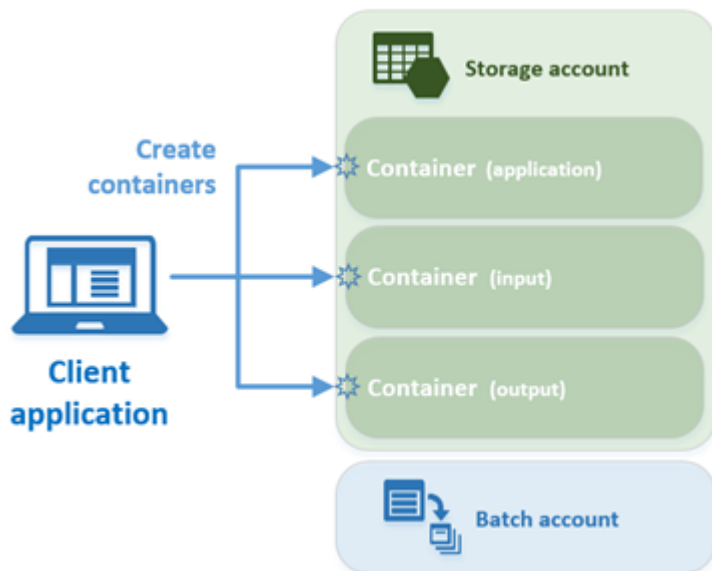 Storage account
Create
containers
Container (application)
Container (input)
Client
application
Container (output)
Batch account